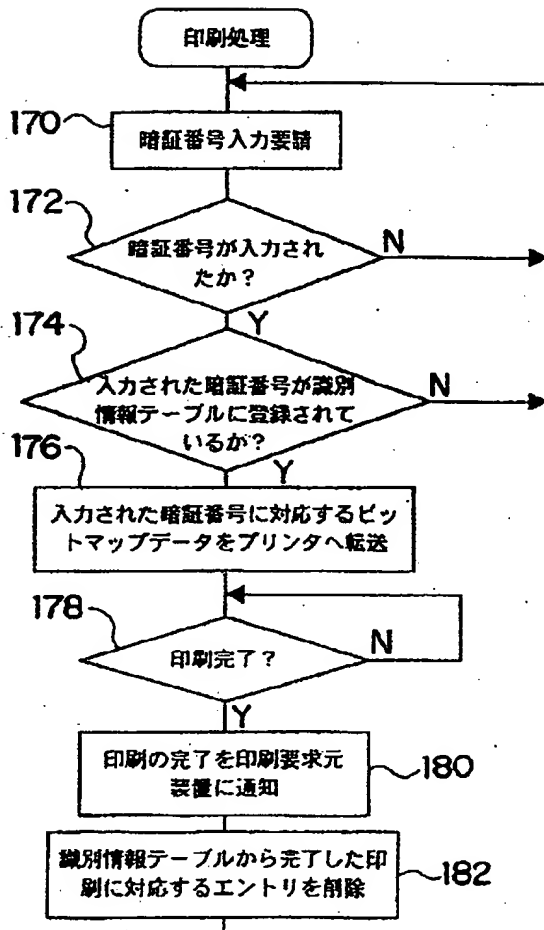 印刷処理
170
暗証番号入力要請
172
暗証番号が入力され
たか？
N
Y
174
入力された暗証番号が識別
情報テーブルに登録されて
いるか？
N
Y
176
入力された暗証番号に対応するビッ
トマップデータをプリンタへ転送
178
印刷完了？
N
Y
印刷の完了を印刷要求元
装置に通知
180
識別情報テーブルから完了した印
刷に対応するエントリを削除
182